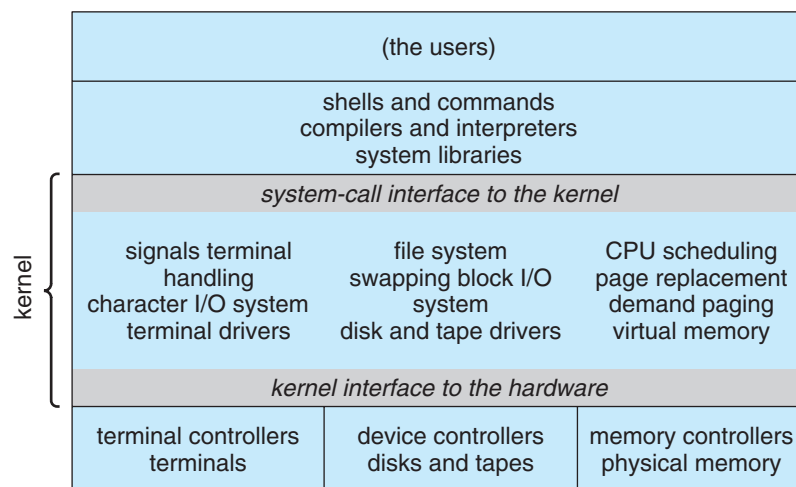 (the users)
shells and commands
compilers and interpreters
system libraries
system-call interface to the kernel
kernel
signals terminal
handling
character I/O system
terminal drivers
file system
swapping block I/O
system
disk and tape drivers
CPU scheduling
page replacement
demand paging
virtual memory
kernel interface to the hardware
terminal controllers
terminals
device controllers
disks and tapes
memory controllers
physical memory